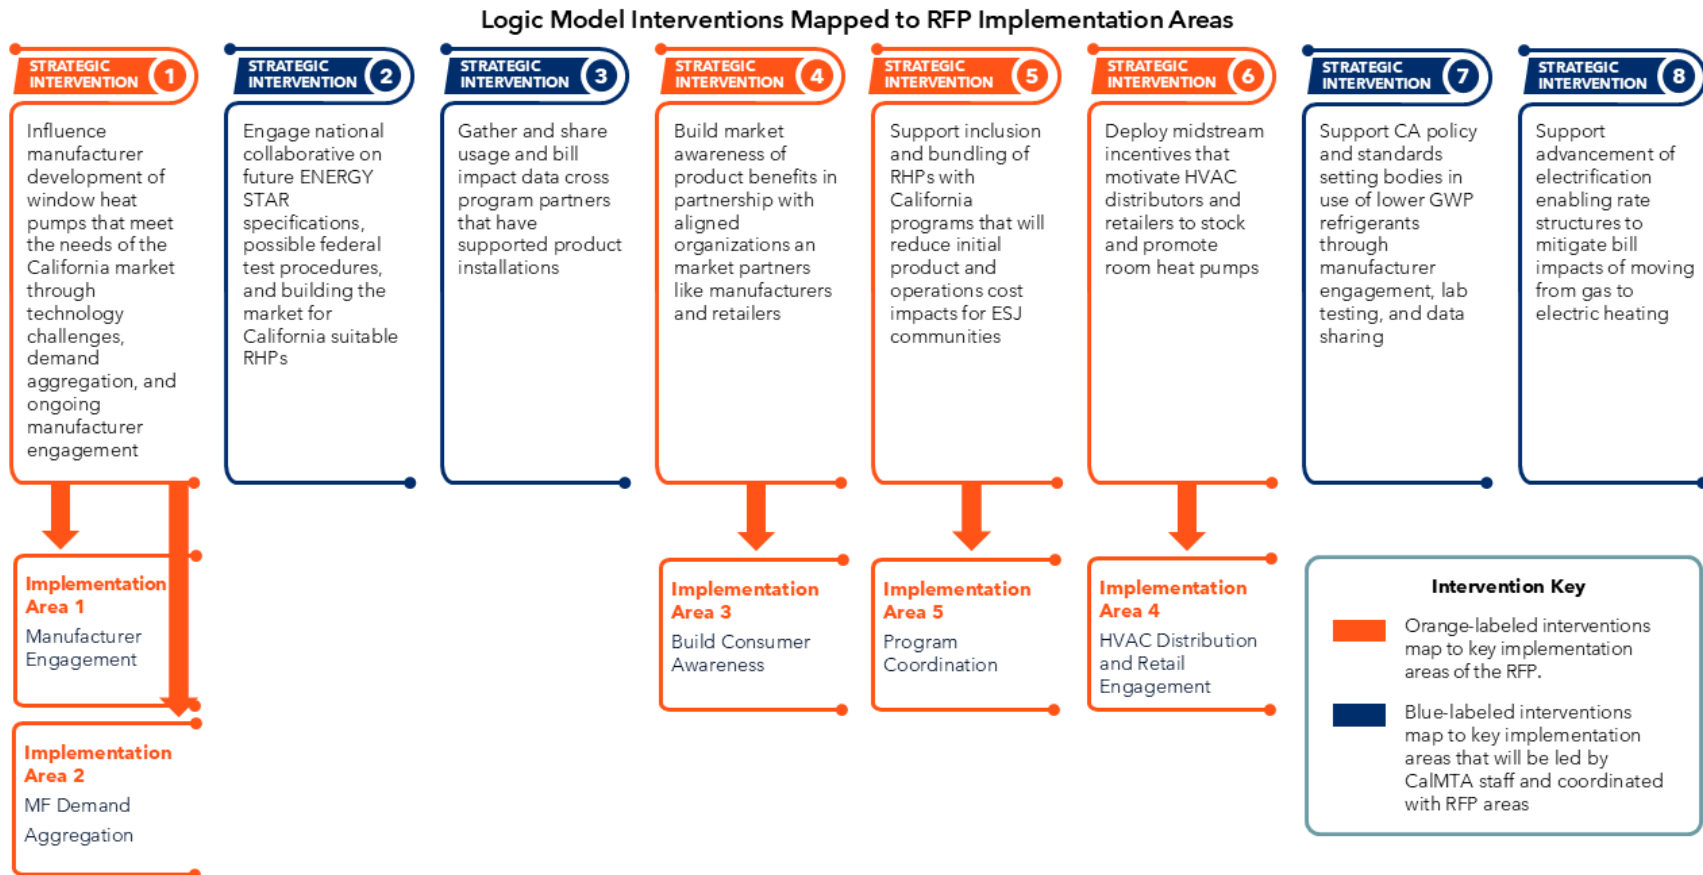 Logic Model Interventions Mapped to RFP Implementation Areas
STRATEGIC
INTERVENTION 1
Influence
manufacturer
development of
window heat
pumps that meet
the needs of the
California market
through
technology
challenges,
demand
aggregation, and
ongoing
manufacturer
engagement
STRATEGIC
INTERVENTION 2
Engage national
collaborative on
future ENERGY
STAR
specifications,
possible federal
test procedures,
and building the
market for
California suitable
RHPs
STRATEGIC
INTERVENTION 3
Gather and share
usage and bill
impact data cross
program partners
that have
supported product
installations
STRATEGIC
INTERVENTION 4
Build market
awareness of
product benefits in
partnership with
aligned
organizations an
market partners
like manufacturers
and retailers
STRATEGIC
INTERVENTION 5
Support inclusion
and bundling of
RHPs with
California
programs that will
reduce initial
product and
operations cost
impacts for ESJ
communities
STRATEGIC
INTERVENTION 6
Deploy midstream
incentives that
motivate HVAC
distributors and
retailers to stock
and promote
room heat pumps
STRATEGIC
INTERVENTION 7
Support CA policy
and standards
setting bodies in
use of lower GWP
refrigerants
through
manufacturer
engagement, lab
testing, and data
sharing
STRATEGIC
INTERVENTION 8
Support
advancement of
electrification
enabling rate
structures to
mitigate bill
impacts of moving
from gas to
electric heating
Implementation
Area 1
Manufacturer
Engagement
Implementation
Area 2
MF Demand
Aggregation
Implementation
Area 3
Build Consumer
Awareness
Implementation
Area 5
Program
Coordination
Implementation
Area 4
HVAC Distribution
and Retail
Engagement
Intervention Key
Orange-labeled interventions
map to key implementation
areas of the RFP.
Blue-labeled interventions
map to key implementation
areas that will be led by
CalMTA staff and coordinated
with RFP areas